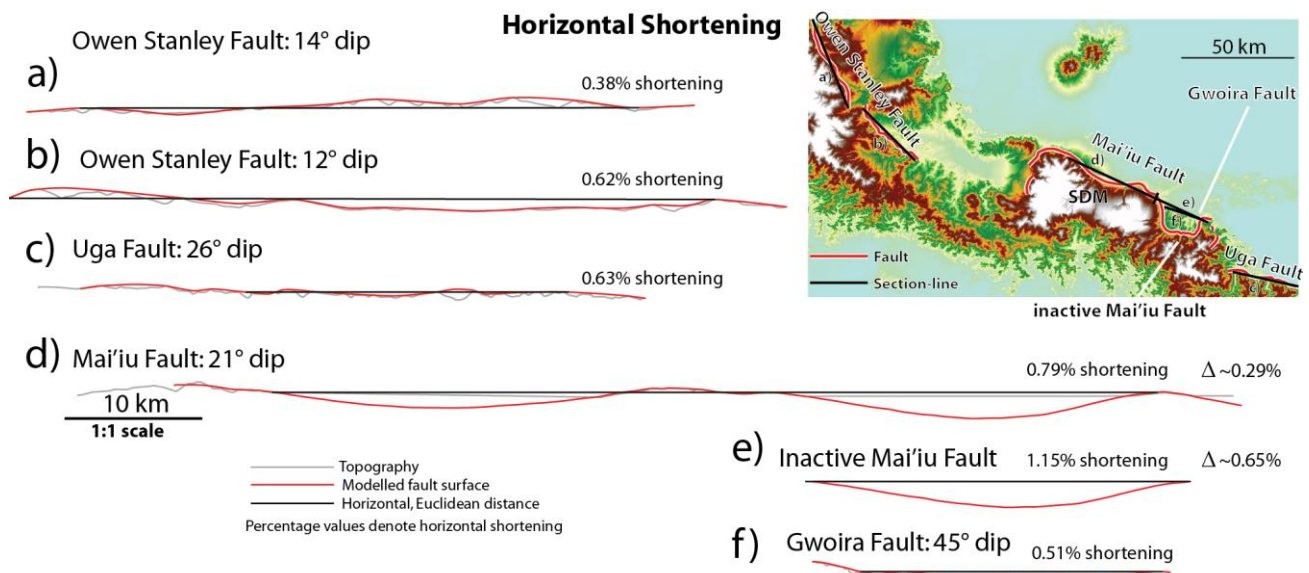 Horizontal Shortening
Owen Stanley Fault: 14° dip
a)
0.38% shortening
b)
Owen Stanley Fault: 12° dip
0.62% shortening
c)
Uga Fault: 26° dip
0.63% shortening
d)
Mai'iu Fault: 21° dip
0.79% shortening
Δ ~0.29%
10 km
1:1 scale
e)
Inactive Mai'iu Fault
1.15% shortening
Δ ~0.65%
Topography
Modelled fault surface
Horizontal, Euclidean distance
Percentage values denote horizontal shortening
f)
Gwoira Fault: 45° dip
0.51% shortening
50 km
Owen Stanley Fault
a)
b)
Gwoira Fault
Mai'iu Fault
d)
SDM
e)
f)
Uga Fault
c)
Fault
Section-line
inactive Mai'iu Fault